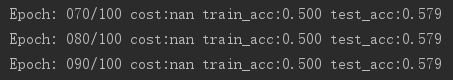 Epoch: 070/100 cost:nan train_acc:0.500 test_acc:0.579
Epoch: 080/100 cost:nan train_acc:0.500 test_acc:0.579
Epoch: 090/100 cost:nan train_acc:0.500 test_acc:0.579